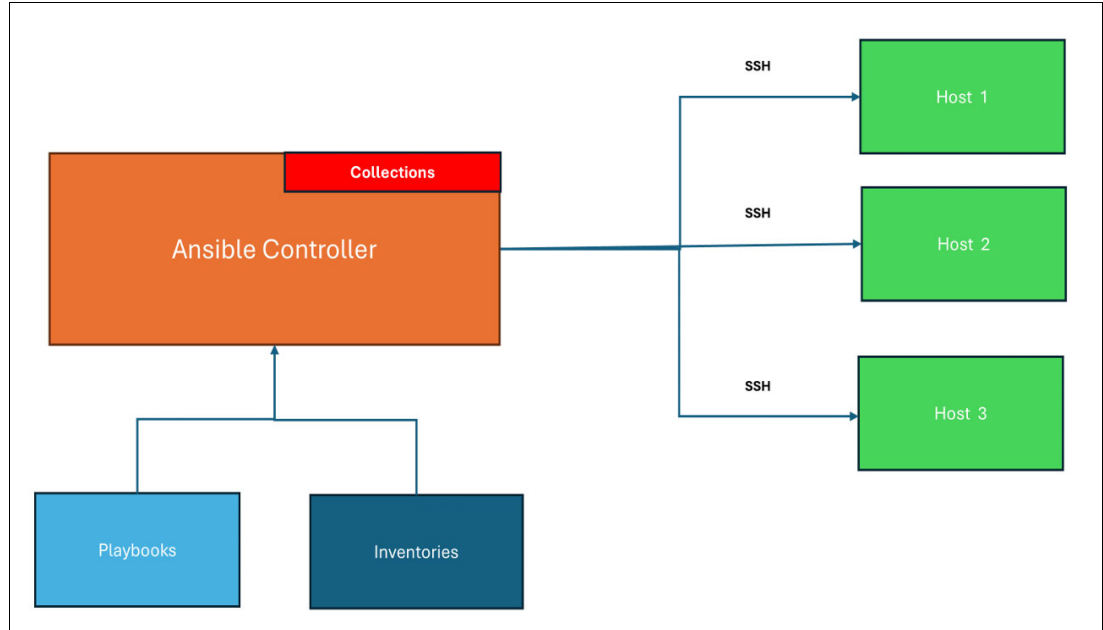 SSH
Host 1
Collections
Ansible Controller
SSH
Host 2
SSH
Host 3
Playbooks
Inventories